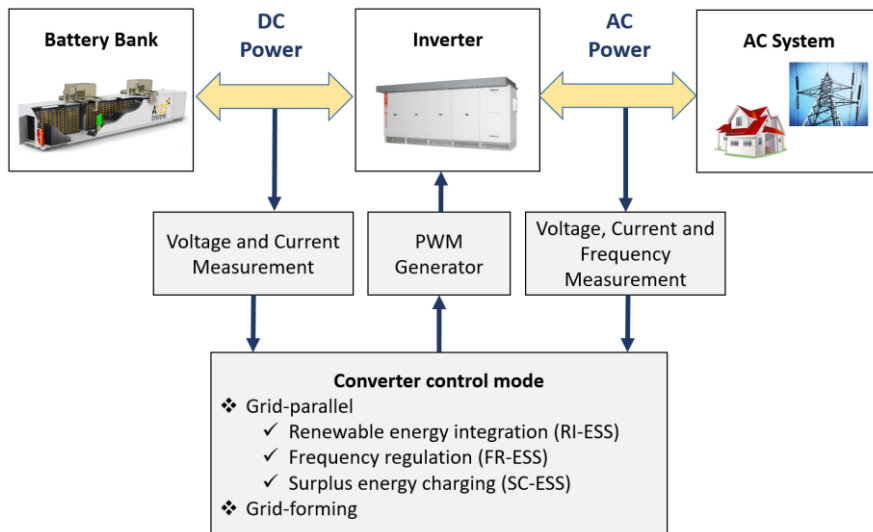 Battery Bank
DC
Power
Inverter
AC
Power
AC System
A123
SYSTEMS
Voltage and Current
Measurement
PWM
Generator
Voltage, Current and
Frequency
Measurement
Converter control mode
❖ Grid-parallel
✓ Renewable energy integration (RI-ESS)
✓ Frequency regulation (FR-ESS)
✓ Surplus energy charging (SC-ESS)
❖ Grid-forming